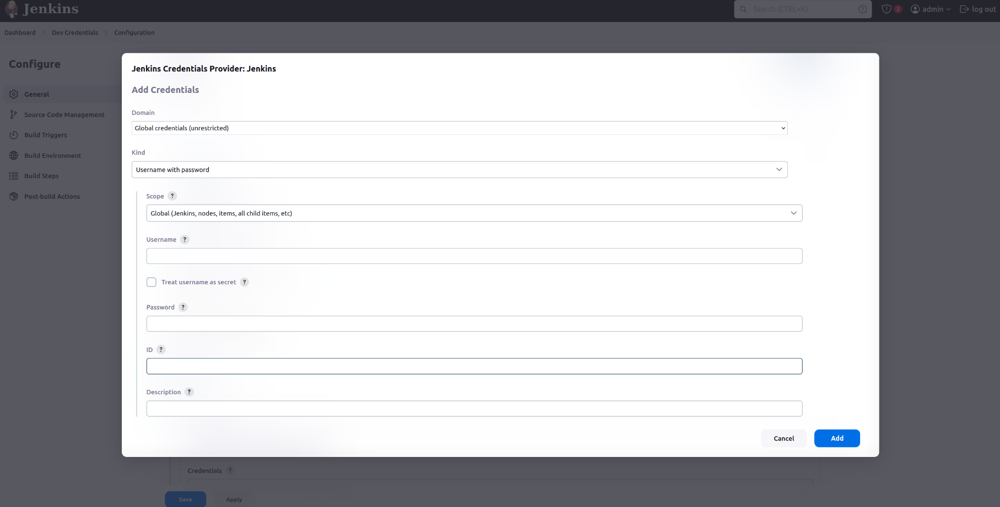 Jenkins
Search (CTRL+K)
?
2
admin
log out
Dashboard
Dev Credentials
Configuration
Configure
General
Source Code Management
Build Triggers
Build Environment
Build Steps
Post-build Actions
Jenkins Credentials Provider: Jenkins
Add Credentials
Domain
Global credentials (unrestricted)
Kind
Username with password
Scope ?
Global (Jenkins, nodes, items, all child items, etc)
Username ?
Treat username as secret ?
Password ?
ID ?
Description ?
Cancel
Add
Credentials ?
Save
Apply